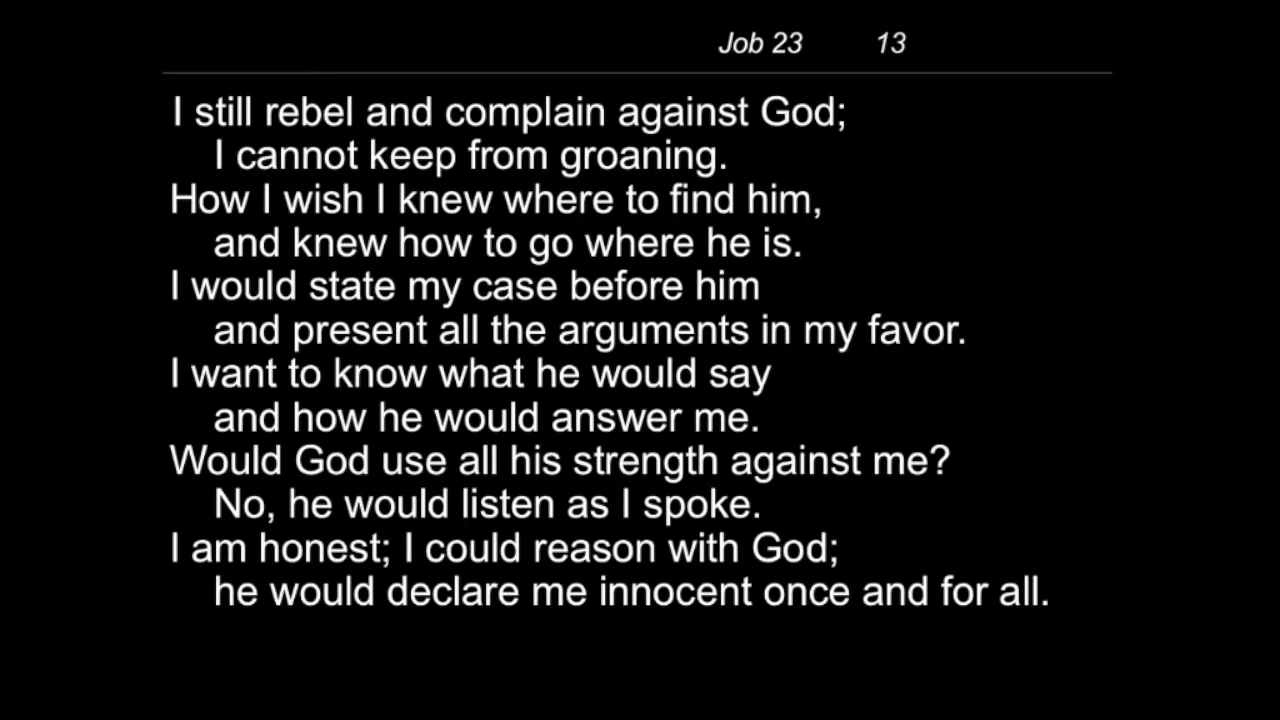 Job 23 13
I still rebel and complain against God;
I cannot keep from groaning.
How I wish I knew where to find him,
and knew how to go where he is.
I would state my case before him
and present all the arguments in my favor.
I want to know what he would say
and how he would answer me.
Would God use all his strength against me?
No, he would listen as I spoke.
I am honest; I could reason with God;
he would declare me innocent once and for all.